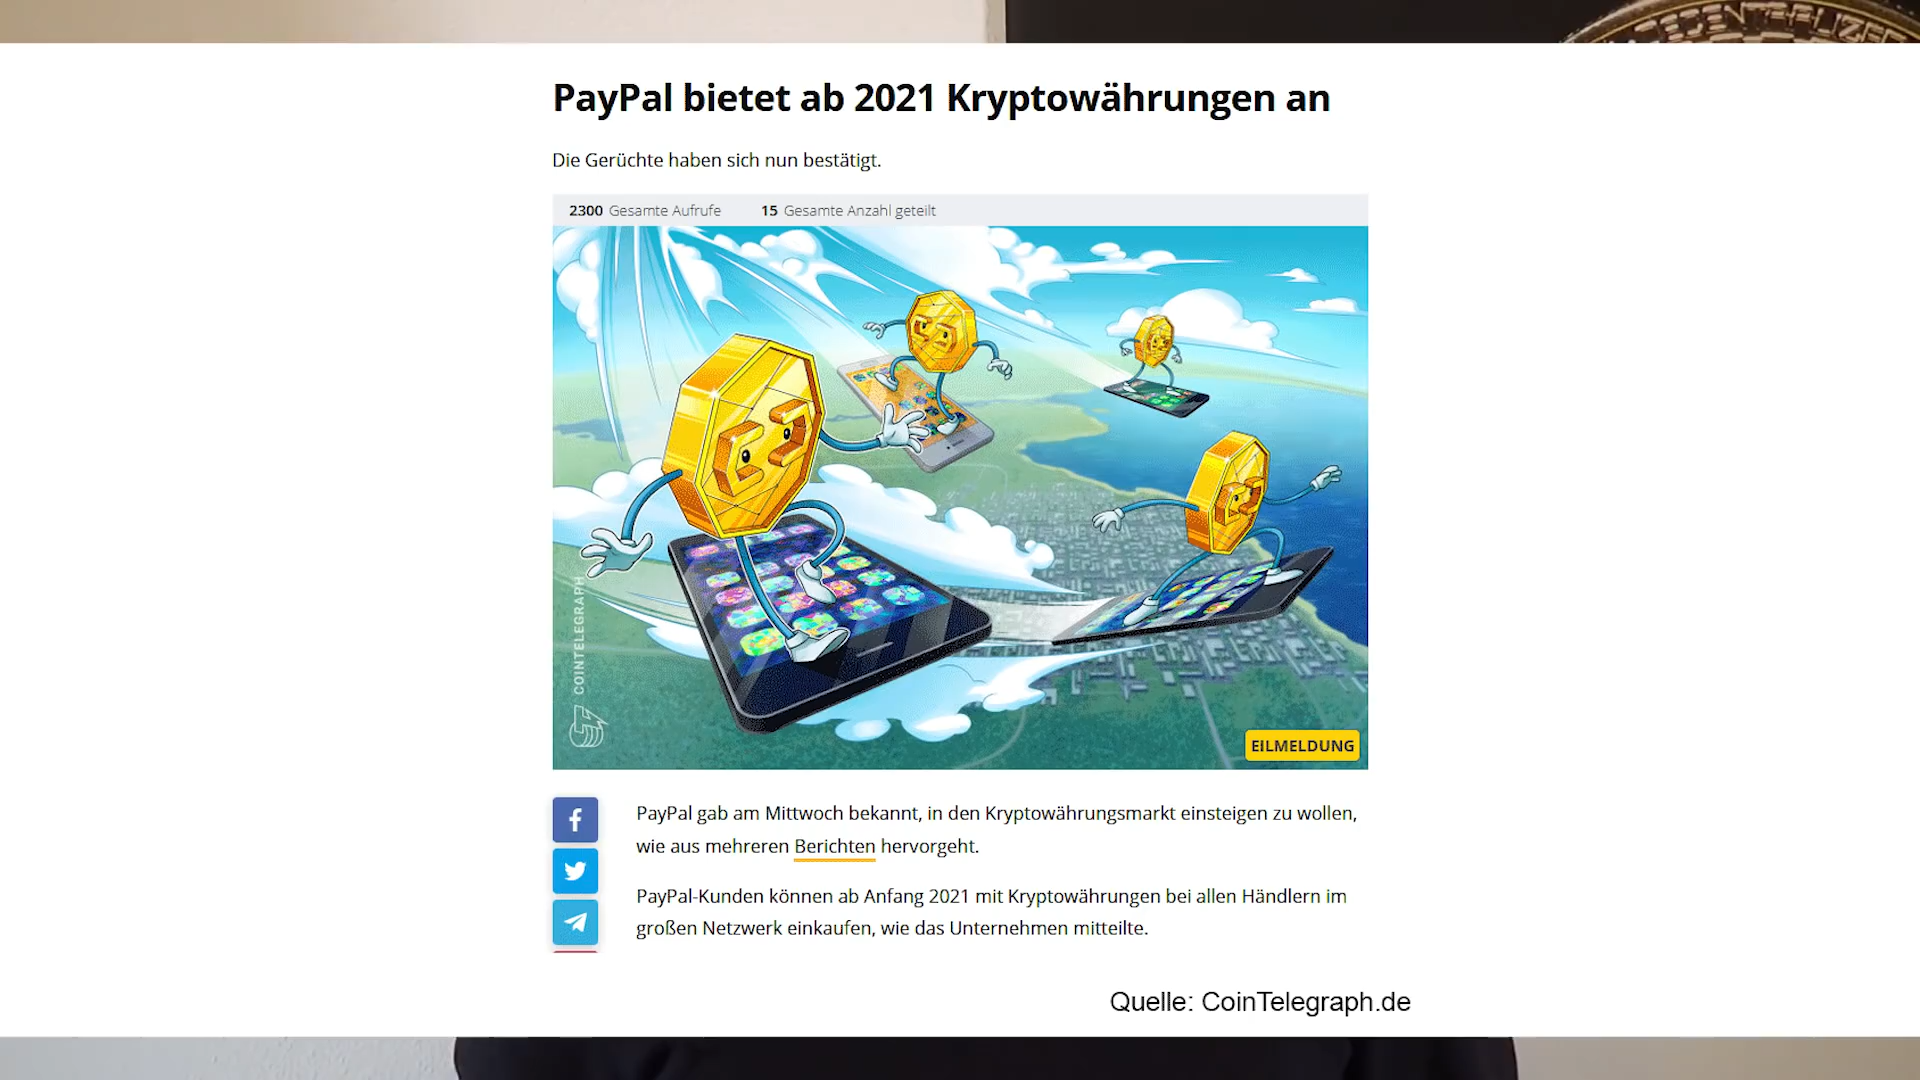 DECENTRALIZED
PayPal bietet ab 2021 Kryptowährungen an
Die Gerüchte haben sich nun bestätigt.
2300 Gesamte Aufrufe 15 Gesamte Anzahl geteilt
COINTELEGRAPH
EILMELDUNG
PayPal gab am Mittwoch bekannt, in den Kryptowährungsmarkt einsteigen zu wollen,
wie aus mehreren Berichten hervorgeht.
PayPal-Kunden können ab Anfang 2021 mit Kryptowährungen bei allen Händlern im
großen Netzwerk einkaufen, wie das Unternehmen mitteilte.
Quelle: CoinTelegraph.de